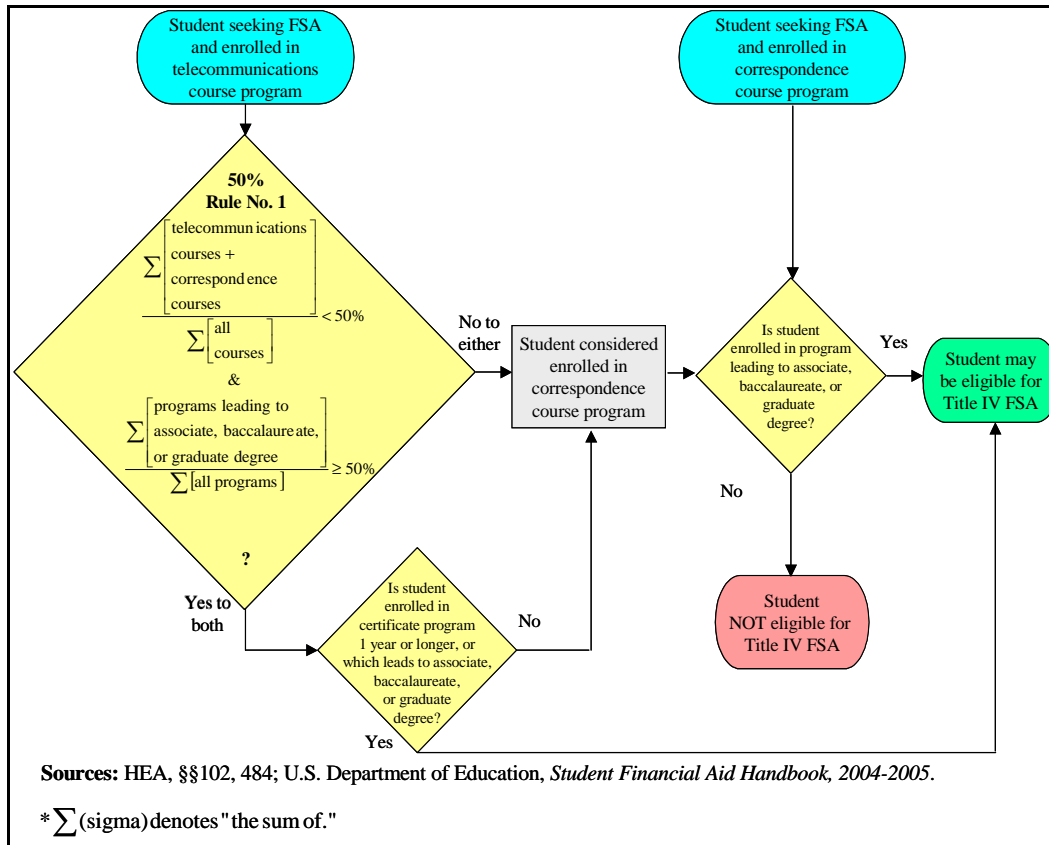 Student seeking FSA
and enrolled in
telecommunications
course program
Student seeking FSA
and enrolled in
correspondence
course program
50%
Rule No. 1
∑ [telecommun ications
courses +
correspond ence
courses]
∑ [all
courses]
< 50%
&
∑ [programs leading to
associate, baccalaure ate,
or graduate degree]
∑ [all programs]
≥ 50%
?
No to
either
Student considered
enrolled in
correspondence
course program
Is student
enrolled in program
leading to associate,
baccalaureate, or
graduate
degree?
Yes
Student may
be eligible for
Title IV FSA
No
Student
NOT eligible for
Title IV FSA
Yes to
both
Is student
enrolled in
certificate program
1 year or longer, or
which leads to associate,
baccalaureate,
or graduate
degree?
No
Yes
Sources: HEA, §§102, 484; U.S. Department of Education, Student Financial Aid Handbook, 2004-2005.
*∑ (sigma) denotes "the sum of."